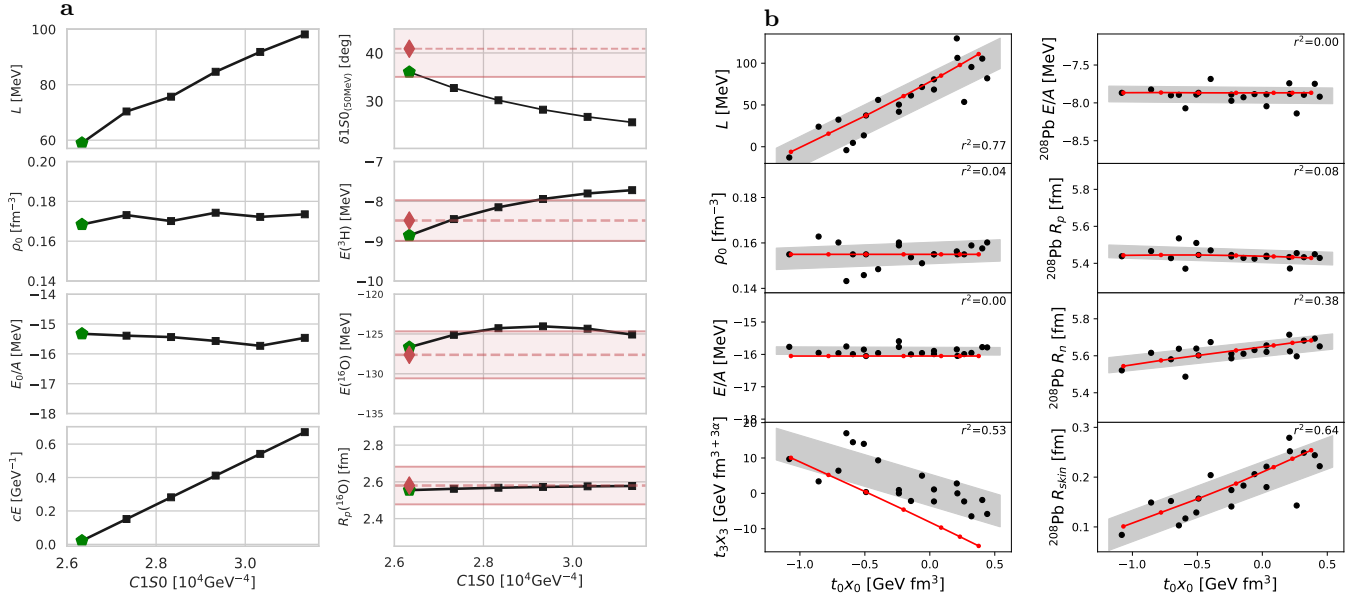 a
100
80
60
L [MeV]
40
30
δ1S0(50MeV) [deg]
0.20
0.18
0.16
0.14
ρ₀ [fm⁻³]
−7
−8
−9
−10
E(³H) [MeV]
−14
−15
−16
−17
−18
E₀/A [MeV]
−120
−125
−130
−135
E(¹⁶O) [MeV]
0.6
0.4
0.2
0.0
cE [GeV⁻¹]
2.8
2.6
2.4
Rₚ(¹⁶O) [fm]
2.6 2.8 3.0
C1S0 [10⁴GeV⁻⁴]
2.6 2.8 3.0
C1S0 [10⁴GeV⁻⁴]
b
100
50
0
L [MeV]
r²=0.77
−7.5
−8.0
−8.5
²⁰⁸Pb E/A [MeV]
r²=0.00
0.18
0.16
0.14
ρ₀ [fm⁻³]
r²=0.04
5.6
5.4
²⁰⁸Pb Rₚ [fm]
r²=0.08
−15
−16
−17
−18
E/A [MeV]
r²=0.00
5.8
5.6
5.4
²⁰⁸Pb Rₙ [fm]
r²=0.38
20
10
0
−10
t₃x₃ [GeV fm³⁺³ᵅ]
r²=0.53
0.3
0.2
0.1
²⁰⁸Pb R_skin [fm]
r²=0.64
−1.0 −0.5 0.0 0.5
t₀x₀ [GeV fm³]
−1.0 −0.5 0.0 0.5
t₀x₀ [GeV fm³]